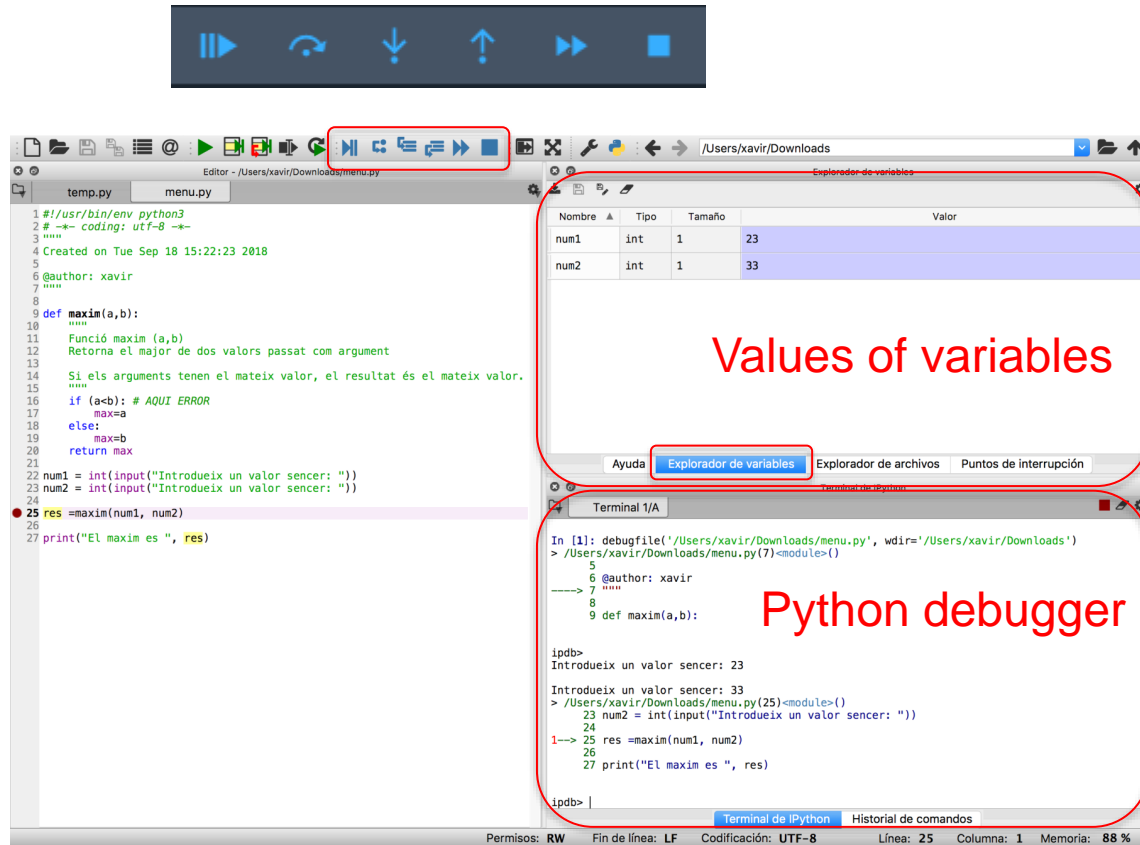 /Users/xavir/Downloads
Editor - /Users/xavir/Downloads/menu.py
temp.py menu.py
1 #!/usr/bin/env python3
2 # -*- coding: utf-8 -*-
3 """
4 Created on Tue Sep 18 15:22:23 2018
5
6 @author: xavir
7 """
8
9 def maxim(a,b):
10 """
11 Funció maxim (a,b)
12 Retorna el major de dos valors passat com argument
13
14 Si els arguments tenen el mateix valor, el resultat és el mateix valor.
15 """
16 if (a<b): # AQUI ERROR
17 max=a
18 else:
19 max=b
20 return max
21
22 num1 = int(input("Introdueix un valor sencer: "))
23 num2 = int(input("Introdueix un valor sencer: "))
24
25 res =maxim(num1, num2)
26
27 print("El maxim es ", res)
Explorador de variables
Nombre Tipo Tamaño Valor
num1 int 1 23
num2 int 1 33
Values of variables
Ayuda Explorador de variables Explorador de archivos Puntos de interrupción
Terminal de IPython
Terminal 1/A
In [1]: debugfile('/Users/xavir/Downloads/menu.py', wdir='/Users/xavir/Downloads')
> /Users/xavir/Downloads/menu.py(7)<module>()
5
6 @author: xavir
----> 7 """
8
9 def maxim(a,b):
Python debugger
ipdb>
Introdueix un valor sencer: 23
Introdueix un valor sencer: 33
> /Users/xavir/Downloads/menu.py(25)<module>()
23 num2 = int(input("Introdueix un valor sencer: "))
24
1--> 25 res =maxim(num1, num2)
26
27 print("El maxim es ", res)
ipdb>
Terminal de IPython Historial de comandos
Permisos: RW Fin de línea: LF Codificación: UTF-8 Línea: 25 Columna: 1 Memoria: 88 %